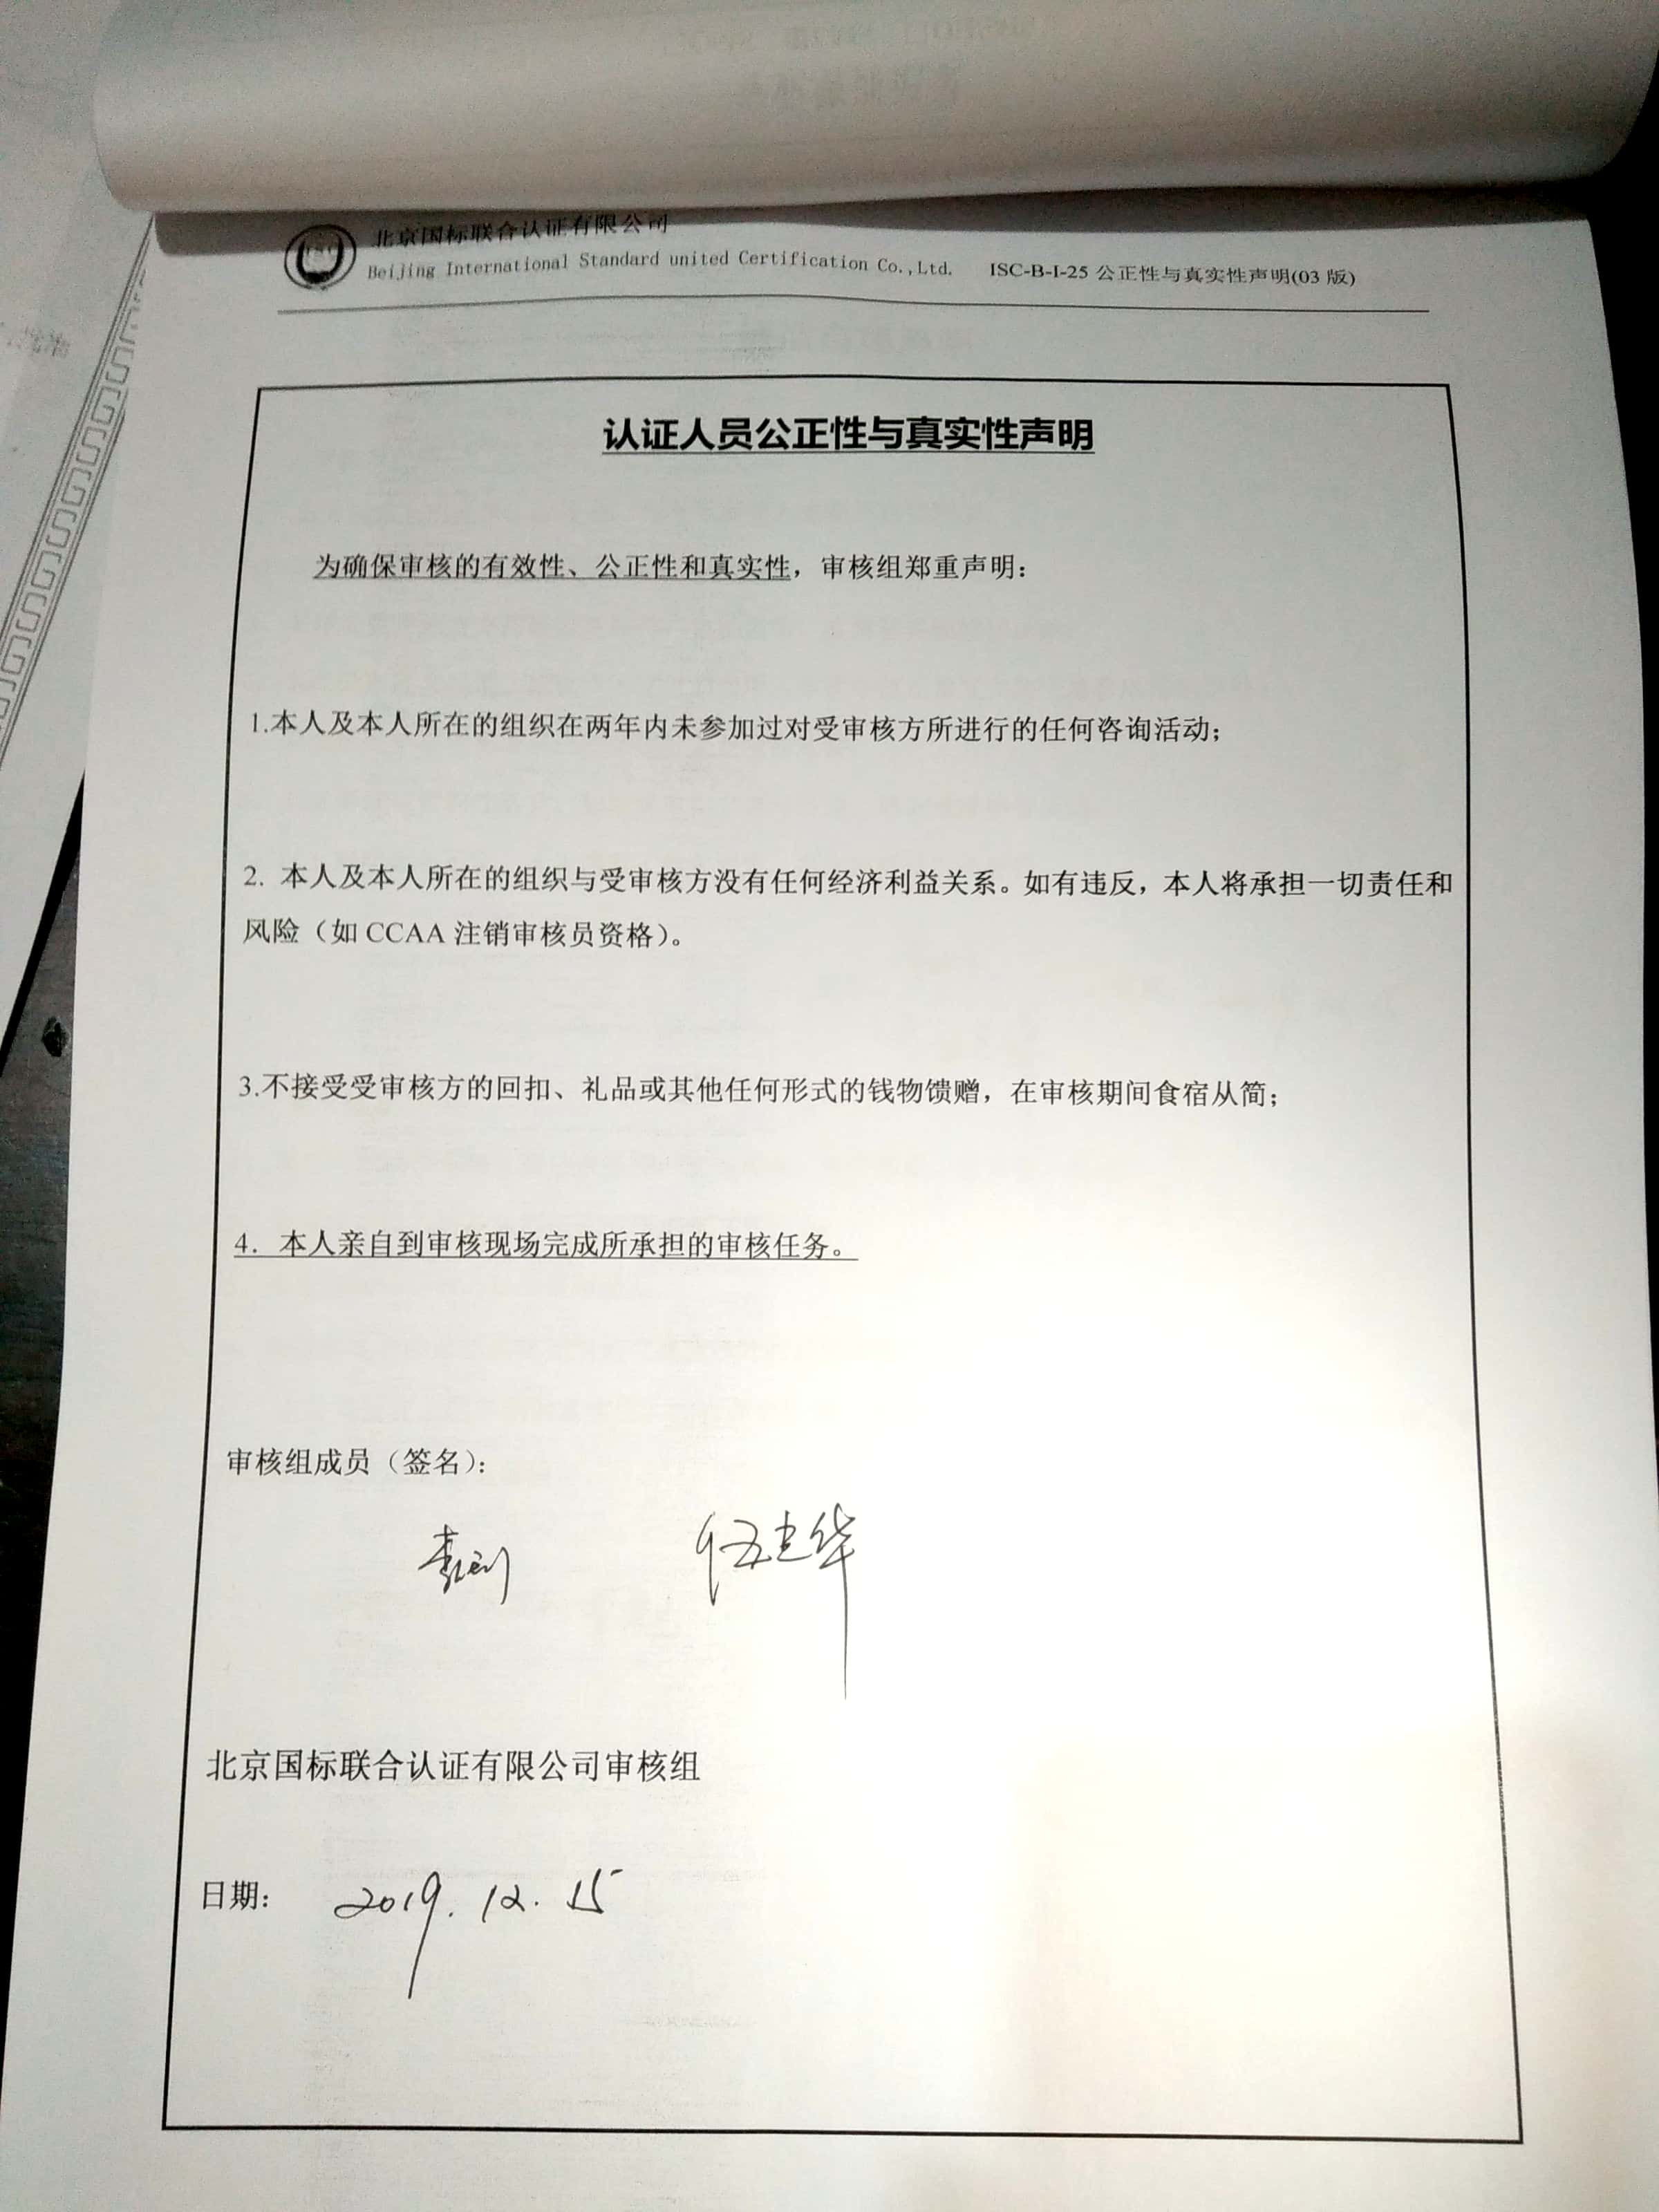 北京国标联合认证有限公司
Beijing International Standard united Certification Co.,Ltd. ISC-B-I-25 公正性与真实性声明(03 版)
认证人员公正性与真实性声明
为确保审核的有效性、公正性和真实性，审核组郑重声明：
1.本人及本人所在的组织在两年内未参加过对受审核方所进行的任何咨询活动；
2. 本人及本人所在的组织与受审核方没有任何经济利益关系。如有违反，本人将承担一切责任和
风险（如 CCAA 注销审核员资格）。
3.不接受受审核方的回扣、礼品或其他任何形式的钱物馈赠，在审核期间食宿从简；
4. 本人亲自到审核现场完成所承担的审核任务。
审核组成员（签名）：
伍建华
北京国标联合认证有限公司审核组
日期： 2019. 12. 15